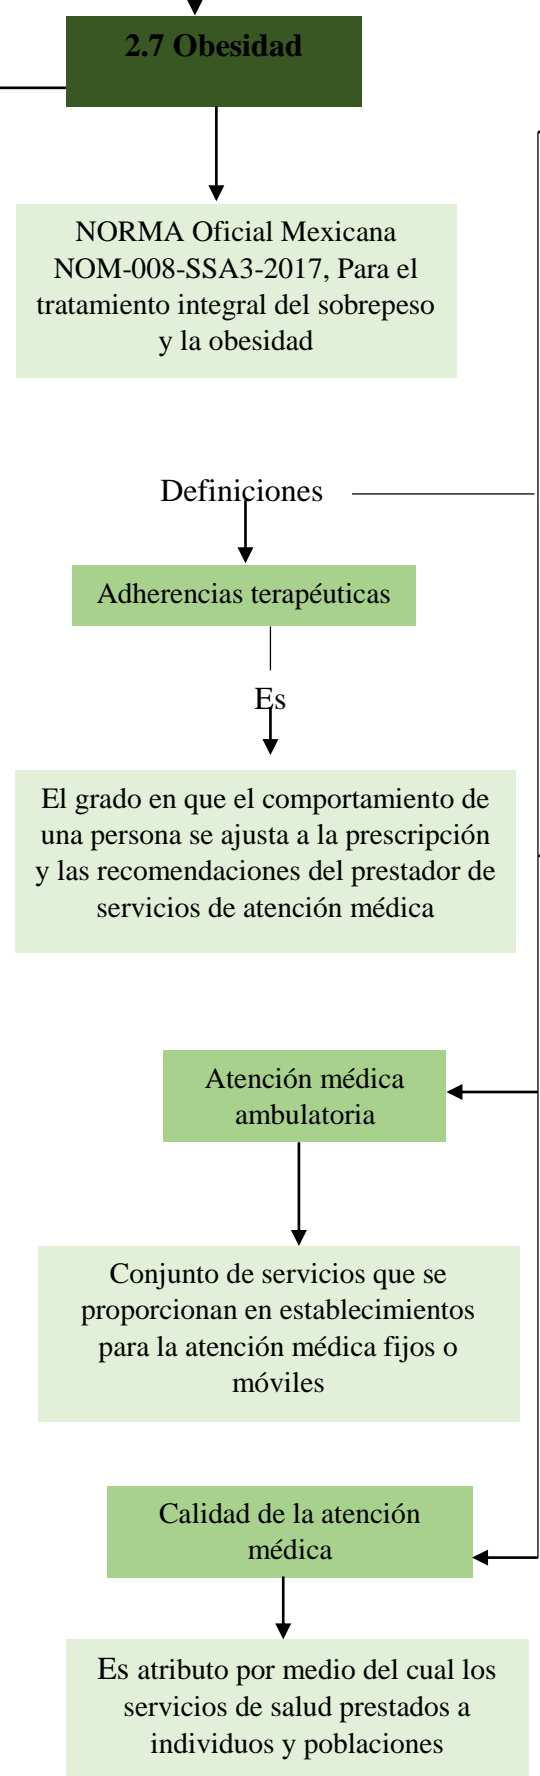 2.7 Obesidad
NORMA Oficial Mexicana
NOM-008-SSA3-2017, Para el
tratamiento integral del sobrepeso
y la obesidad
Definiciones
Adherencias terapéuticas
Es
El grado en que el comportamiento de
una persona se ajusta a la prescripción
y las recomendaciones del prestador de
servicios de atención médica
Atención médica
ambulatoria
Conjunto de servicios que se
proporcionan en establecimientos
para la atención médica fijos o
móviles
Calidad de la atención
médica
Es atributo por medio del cual los
servicios de salud prestados a
individuos y poblaciones